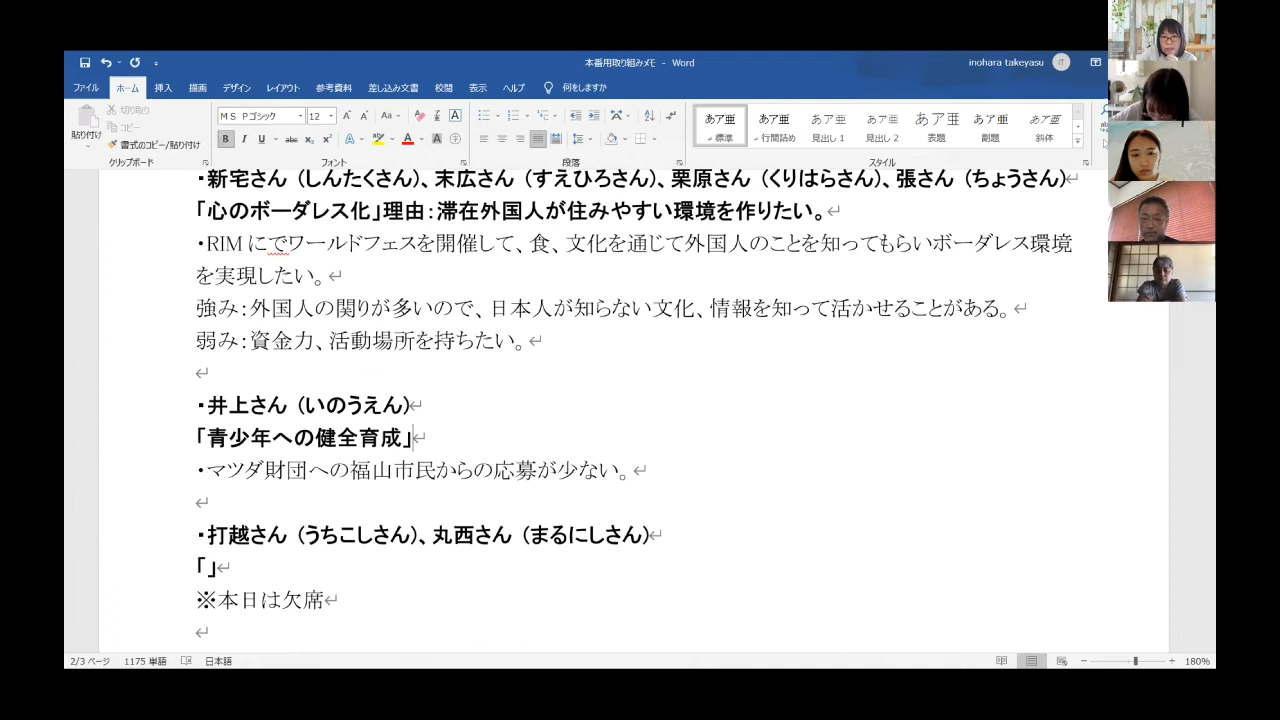 本番用取り組みメモ - Word
inohara takeyasu
IT
ファイル ホーム 挿入 描画 デザイン レイアウト 参考資料 差し込み文書 校閲 表示 ヘルプ 何をしますか
貼り付け
切り取り
コピー
書式のコピー/貼り付け
クリップボード
ＭＳ Ｐゴシック 12
フォント
段落
あア亜 標準
あア亜 行間詰め
あア亜 見出し 1
あア亜 見出し 2
あア亜 表題
あア亜 副題
あア亜 斜体
スタイル
・新宅さん（しんたくさん）、末広さん（すえひろさん）、栗原さん（くりはらさん）、張さん（ちょうさん）
「心のボーダレス化」理由：滞在外国人が住みやすい環境を作りたい。
・RIMにでワールドフェスを開催して、食、文化を通じて外国人のことを知ってもらいボーダレス環境
を実現したい。
強み：外国人の関りが多いので、日本人が知らない文化、情報を知って活かせることがある。
弱み：資金力、活動場所を持ちたい。
・井上さん（いのうえん）
「青少年への健全育成」
・マツダ財団への福山市民からの応募が少ない。
・打越さん（うちこしさん）、丸西さん（まるにしさん）
「」
※本日は欠席
2/3 ページ 1175 単語 日本語 180%